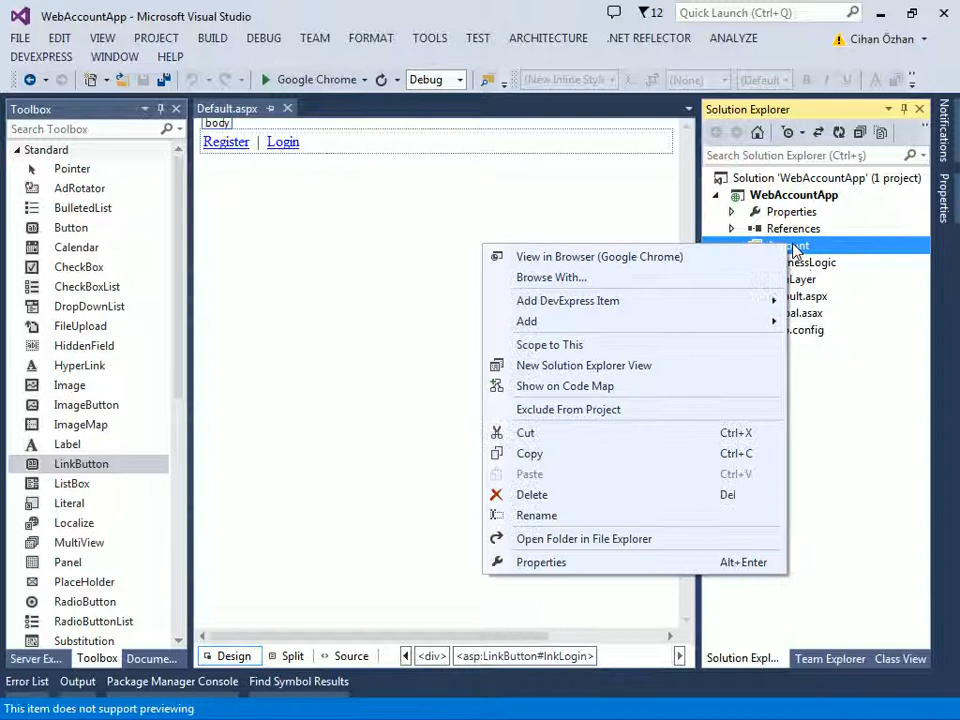 WebAccountApp - Microsoft Visual Studio
12
Quick Launch (Ctrl+Q)
FILE EDIT VIEW PROJECT BUILD DEBUG TEAM FORMAT TOOLS TEST ARCHITECTURE .NET REFLECTOR ANALYZE
Cihan Özhan
DEVEXPRESS WINDOW HELP
Google Chrome
Debug
(New Inline Style)
(None)
(Default)
B I U A
Toolbox
Search Toolbox
Standard
Pointer
AdRotator
BulletedList
Button
Calendar
CheckBox
CheckBoxList
DropDownList
FileUpload
HiddenField
HyperLink
Image
ImageButton
ImageMap
Label
LinkButton
ListBox
Literal
Localize
MultiView
Panel
PlaceHolder
RadioButton
RadioButtonList
Substitution
Server Ex... Toolbox Docume...
Default.aspx
body
Register | Login
View in Browser (Google Chrome)
Browse With...
Add DevExpress Item
Add
Scope to This
New Solution Explorer View
Show on Code Map
Exclude From Project
Cut Ctrl+X
Copy Ctrl+C
Paste Ctrl+V
Delete Del
Rename
Open Folder in File Explorer
Properties Alt+Enter
Design Split Source <div> <asp:LinkButton#lnkLogin>
Solution Explorer
Search Solution Explorer (Ctrl+ş)
Solution 'WebAccountApp' (1 project)
WebAccountApp
Properties
References
nessLogic
Layer
ult.aspx
al.asax
.config
Solution Expl... Team Explorer Class View
Notifications
Properties
Error List Output Package Manager Console Find Symbol Results
This item does not support previewing